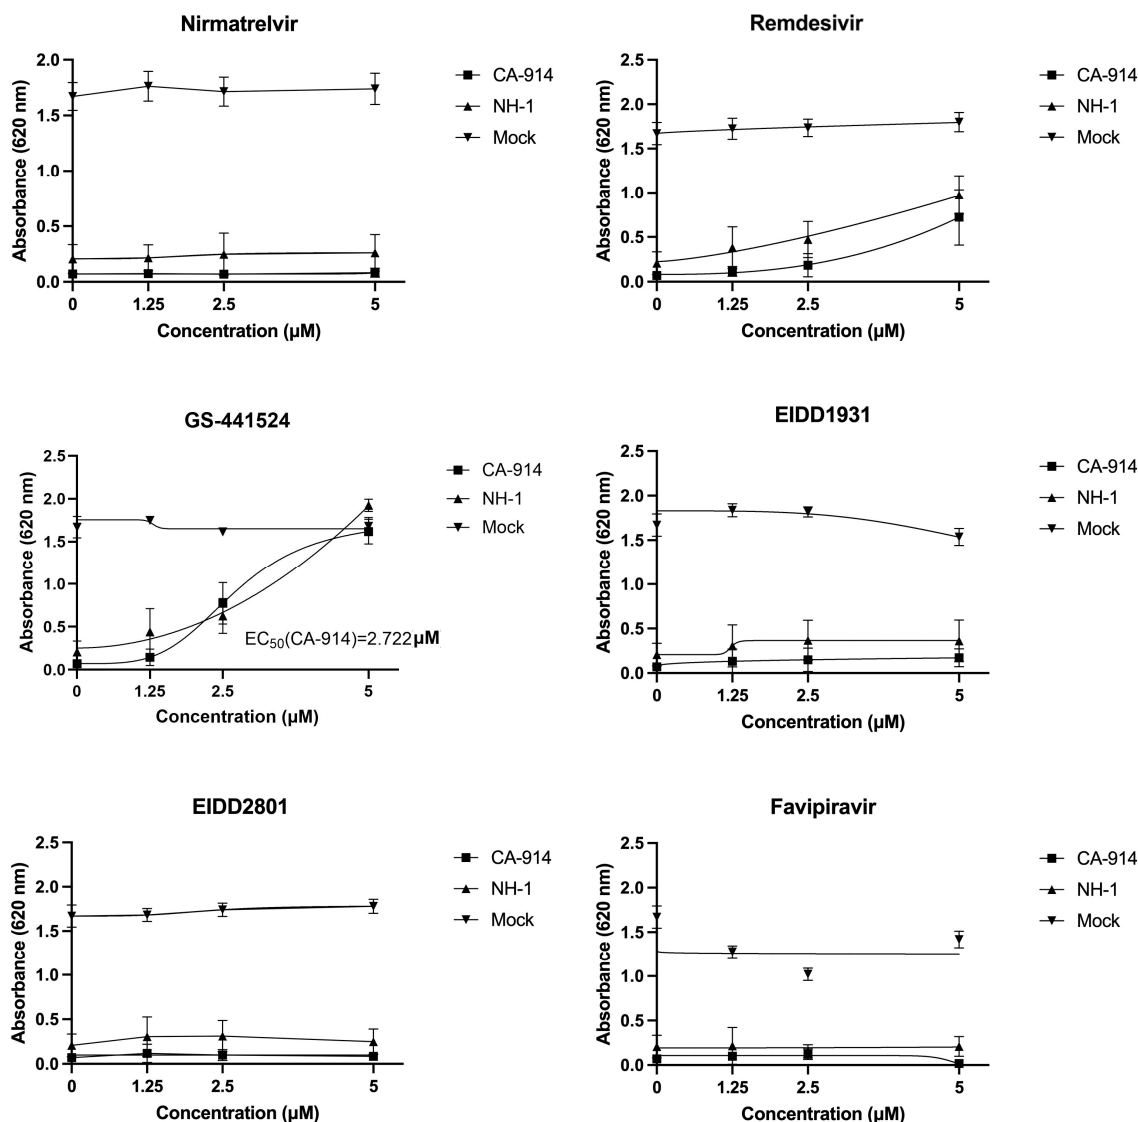 Nirmatrelvir
Absorbance (620 nm)
2.0
1.5
1.0
0.5
0.0
0
1.25
2.5
5
Concentration (µM)
CA-914
NH-1
Mock
Remdesivir
Absorbance (620 nm)
2.5
2.0
1.5
1.0
0.5
0.0
0
1.25
2.5
5
Concentration (µM)
CA-914
NH-1
Mock
GS-441524
Absorbance (620 nm)
2.5
2.0
1.5
1.0
0.5
0.0
0
1.25
2.5
5
Concentration (µM)
EC₅₀(CA-914)=2.722µM
CA-914
NH-1
Mock
EIDD1931
Absorbance (620 nm)
2.5
2.0
1.5
1.0
0.5
0.0
0
1.25
2.5
5
Concentration (µM)
CA-914
NH-1
Mock
EIDD2801
Absorbance (620 nm)
2.5
2.0
1.5
1.0
0.5
0.0
0
1.25
2.5
5
Concentration (µM)
CA-914
NH-1
Mock
Favipiravir
Absorbance (620 nm)
2.5
2.0
1.5
1.0
0.5
0.0
0
1.25
2.5
5
Concentration (µM)
CA-914
NH-1
Mock